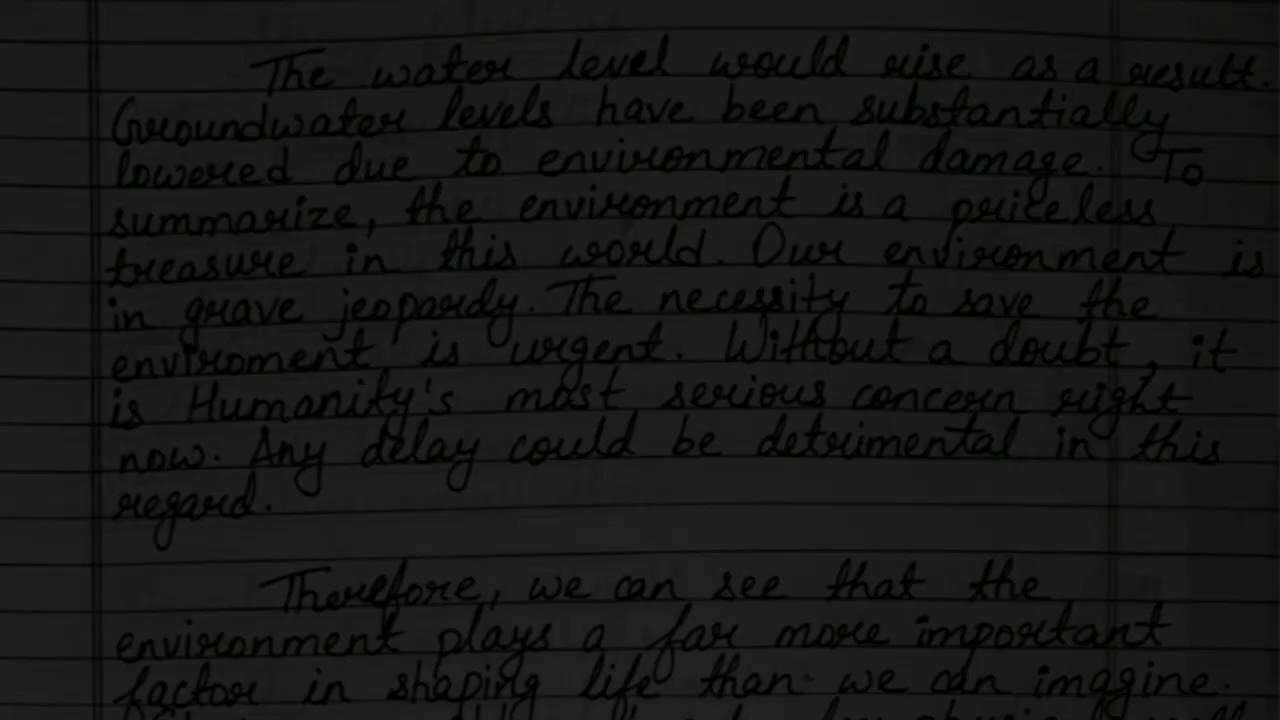 The water level would rise as a result.
Groundwater levels have been substantially
lowered due to environmental damage. To
summarize, the environment is a priceless
treasure in this world. Our environment is
in grave jeopardy. The necessity to save the
enviroment is urgent. Without a doubt, it
is Humanity's most serious concern right
now. Any delay could be detrimental in this
regard.
Therefore, we can see that the
environment plays a far more important
factor in shaping life than we can imagine.